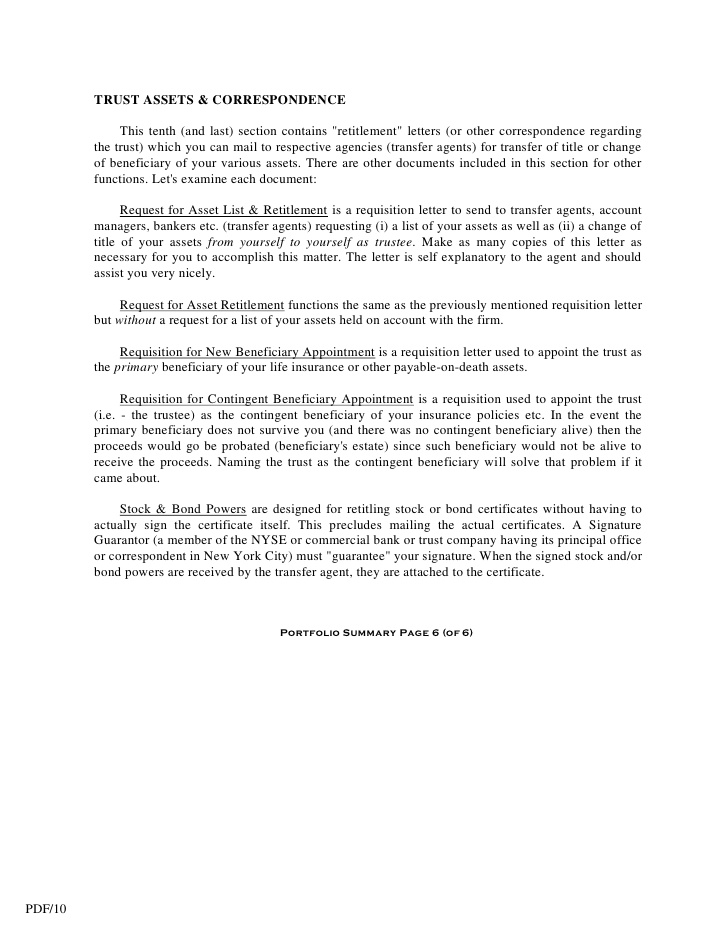 TRUST ASSETS & CORRESPONDENCE
This tenth (and last) section contains "retitlement" letters (or other correspondence regarding
the trust) which you can mail to respective agencies (transfer agents) for transfer of title or change
of beneficiary of your various assets. There are other documents included in this section for other
functions. Let's examine each document:
Request for Asset List & Retitlement is a requisition letter to send to transfer agents, account
managers, bankers etc. (transfer agents) requesting (i) a list of your assets as well as (ii) a change of
title of your assets from yourself to yourself as trustee. Make as many copies of this letter as
necessary for you to accomplish this matter. The letter is self explanatory to the agent and should
assist you very nicely.
Request for Asset Retitlement functions the same as the previously mentioned requisition letter
but without a request for a list of your assets held on account with the firm.
Requisition for New Beneficiary Appointment is a requisition letter used to appoint the trust as
the primary beneficiary of your life insurance or other payable-on-death assets.
Requisition for Contingent Beneficiary Appointment is a requisition used to appoint the trust
(i.e. - the trustee) as the contingent beneficiary of your insurance policies etc. In the event the
primary beneficiary does not survive you (and there was no contingent beneficiary alive) then the
proceeds would go be probated (beneficiary's estate) since such beneficiary would not be alive to
receive the proceeds. Naming the trust as the contingent beneficiary will solve that problem if it
came about.
Stock & Bond Powers are designed for retitling stock or bond certificates without having to
actually sign the certificate itself. This precludes mailing the actual certificates. A Signature
Guarantor (a member of the NYSE or commercial bank or trust company having its principal office
or correspondent in New York City) must "guarantee" your signature. When the signed stock and/or
bond powers are received by the transfer agent, they are attached to the certificate.
Portfolio Summary Page 6 (of 6)
PDF/10